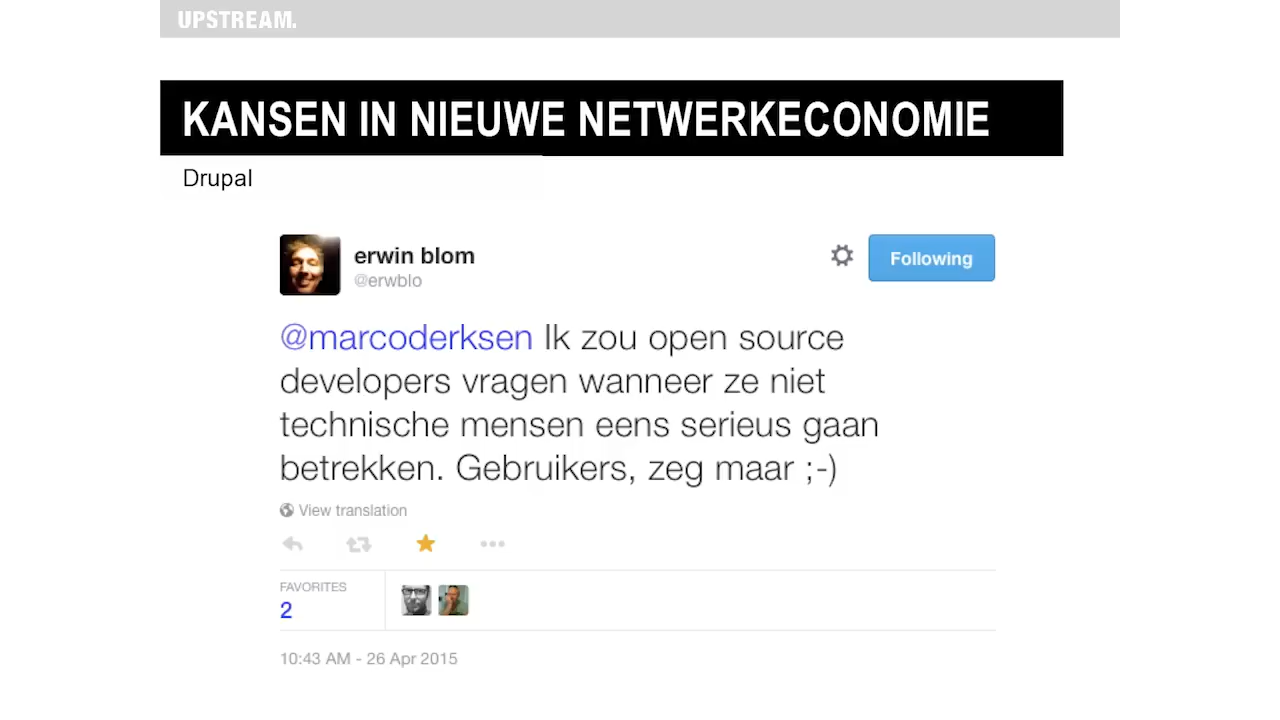 UPSTREAM.
KANSEN IN NIEUWE NETWERKECONOMIE
Drupal
erwin blom
@erwblo
Following
@marcoderksen Ik zou open source
developers vragen wanneer ze niet
technische mensen eens serieus gaan
betrekken. Gebruikers, zeg maar ;-)
View translation
FAVORITES
2
10:43 AM - 26 Apr 2015